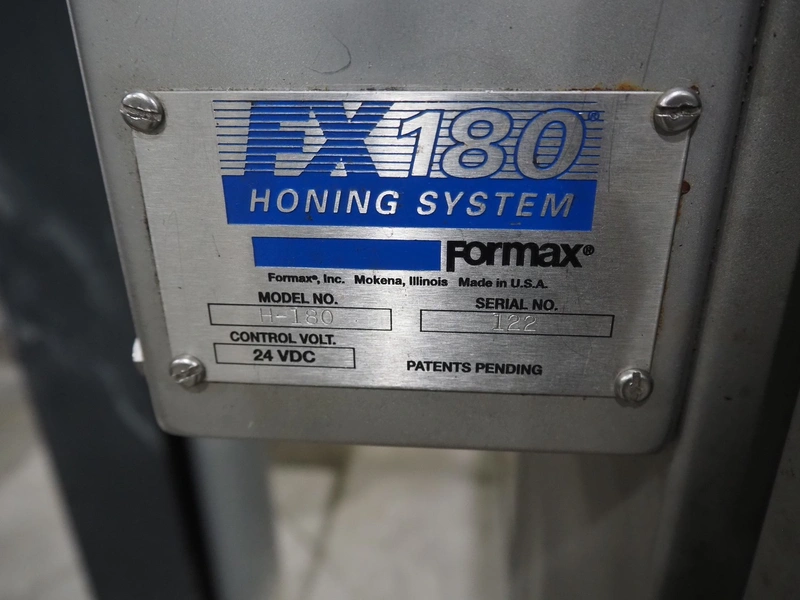 FX180®
HONING SYSTEM
Formax®
Formax®, Inc. Mokena, Illinois Made in U.S.A.
MODEL NO. SERIAL NO.
H-180 122
CONTROL VOLT.
24 VDC PATENTS PENDING